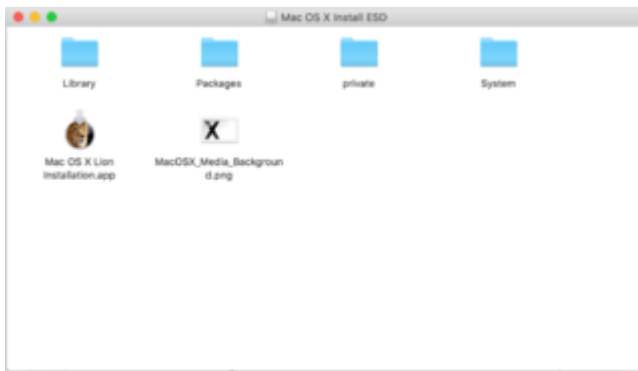 Mac OS X Install ESD
Library
Packages
private
System
X
Mac OS X Lion
Installation.app
MacOSX_Media_Backgroun
d.png